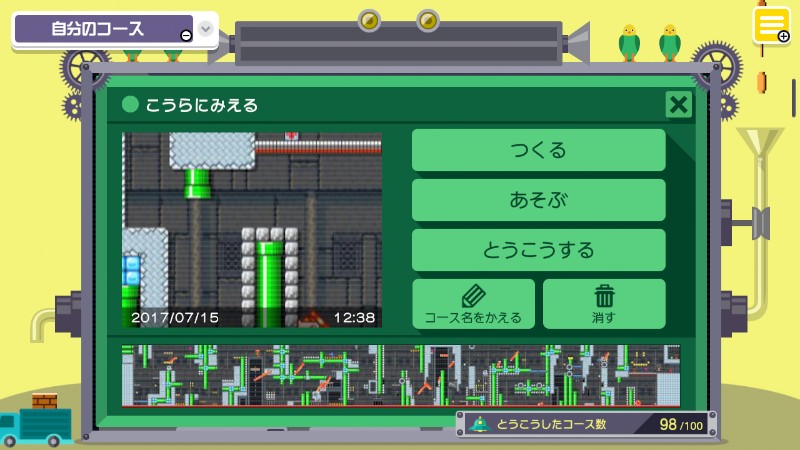 自分のコース
こうらにみえる
つくる
あそぶ
とうこうする
コース名をかえる
消す
2017/07/15
12:38
とうこうしたコース数
98/100